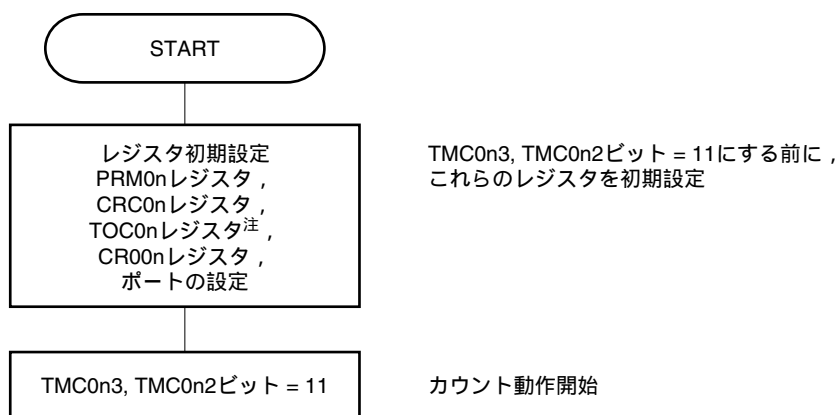 START
レジスタ初期設定
PRM0nレジスタ，
CRC0nレジスタ，
TOC0nレジスタ注，
CR00nレジスタ，
ポートの設定
TMC0n3, TMC0n2ビット = 11にする前に，
これらのレジスタを初期設定
TMC0n3, TMC0n2ビット = 11
カウント動作開始